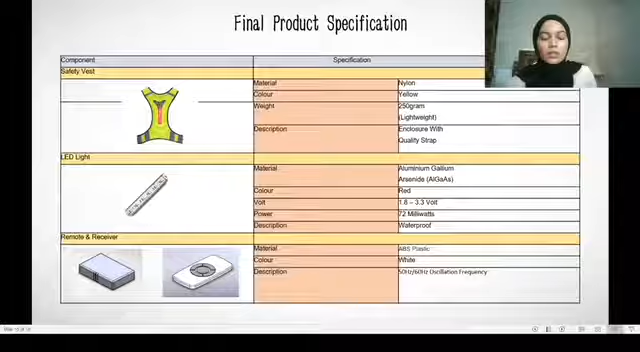 Final Product Specification
Component Specification
Safety Vest
Material Nylon
Colour Yellow
Weight 250gram
(Lightweight)
Description Enclosure With
Quality Strap
LED Light
Material Aluminium Gallium
Arsenide (AlGaAs)
Colour Red
Volt 1.8 – 3.3 Volt
Power 72 Milliwatts
Description Waterproof
Remote & Receiver
Material ABS Plastic
Colour White
Description 50Hz/60Hz Oscillation Frequency